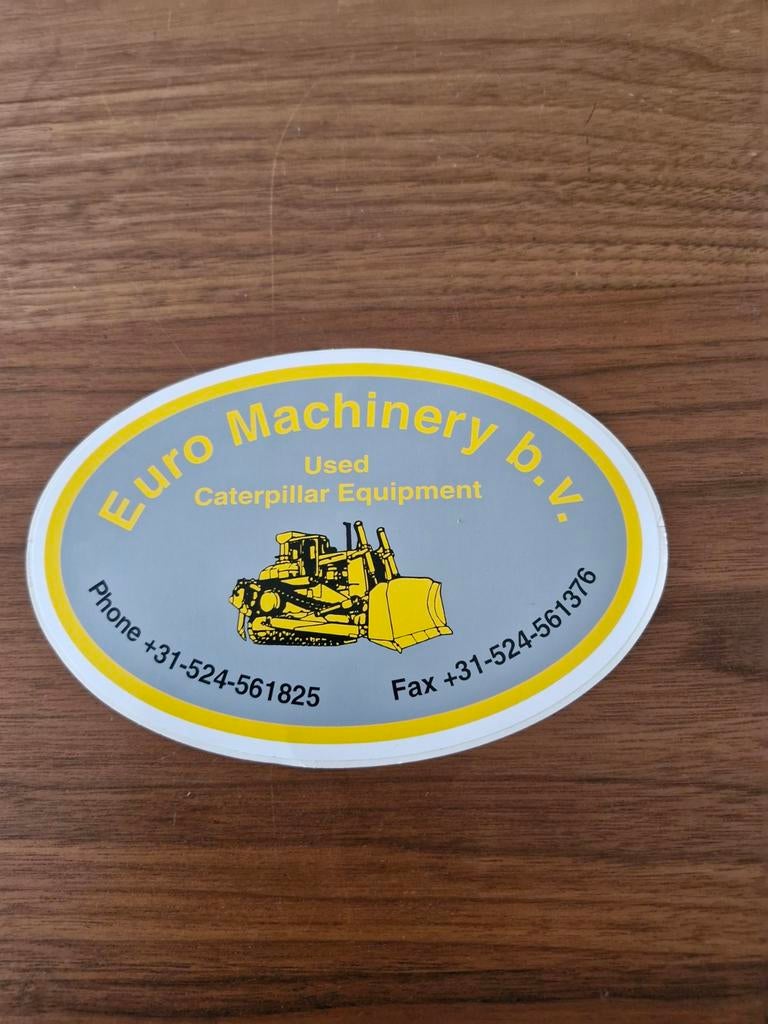 Euro Machinery b.v.
Used
Caterpillar Equipment
Phone +31-524-561825
Fax +31-524-561376